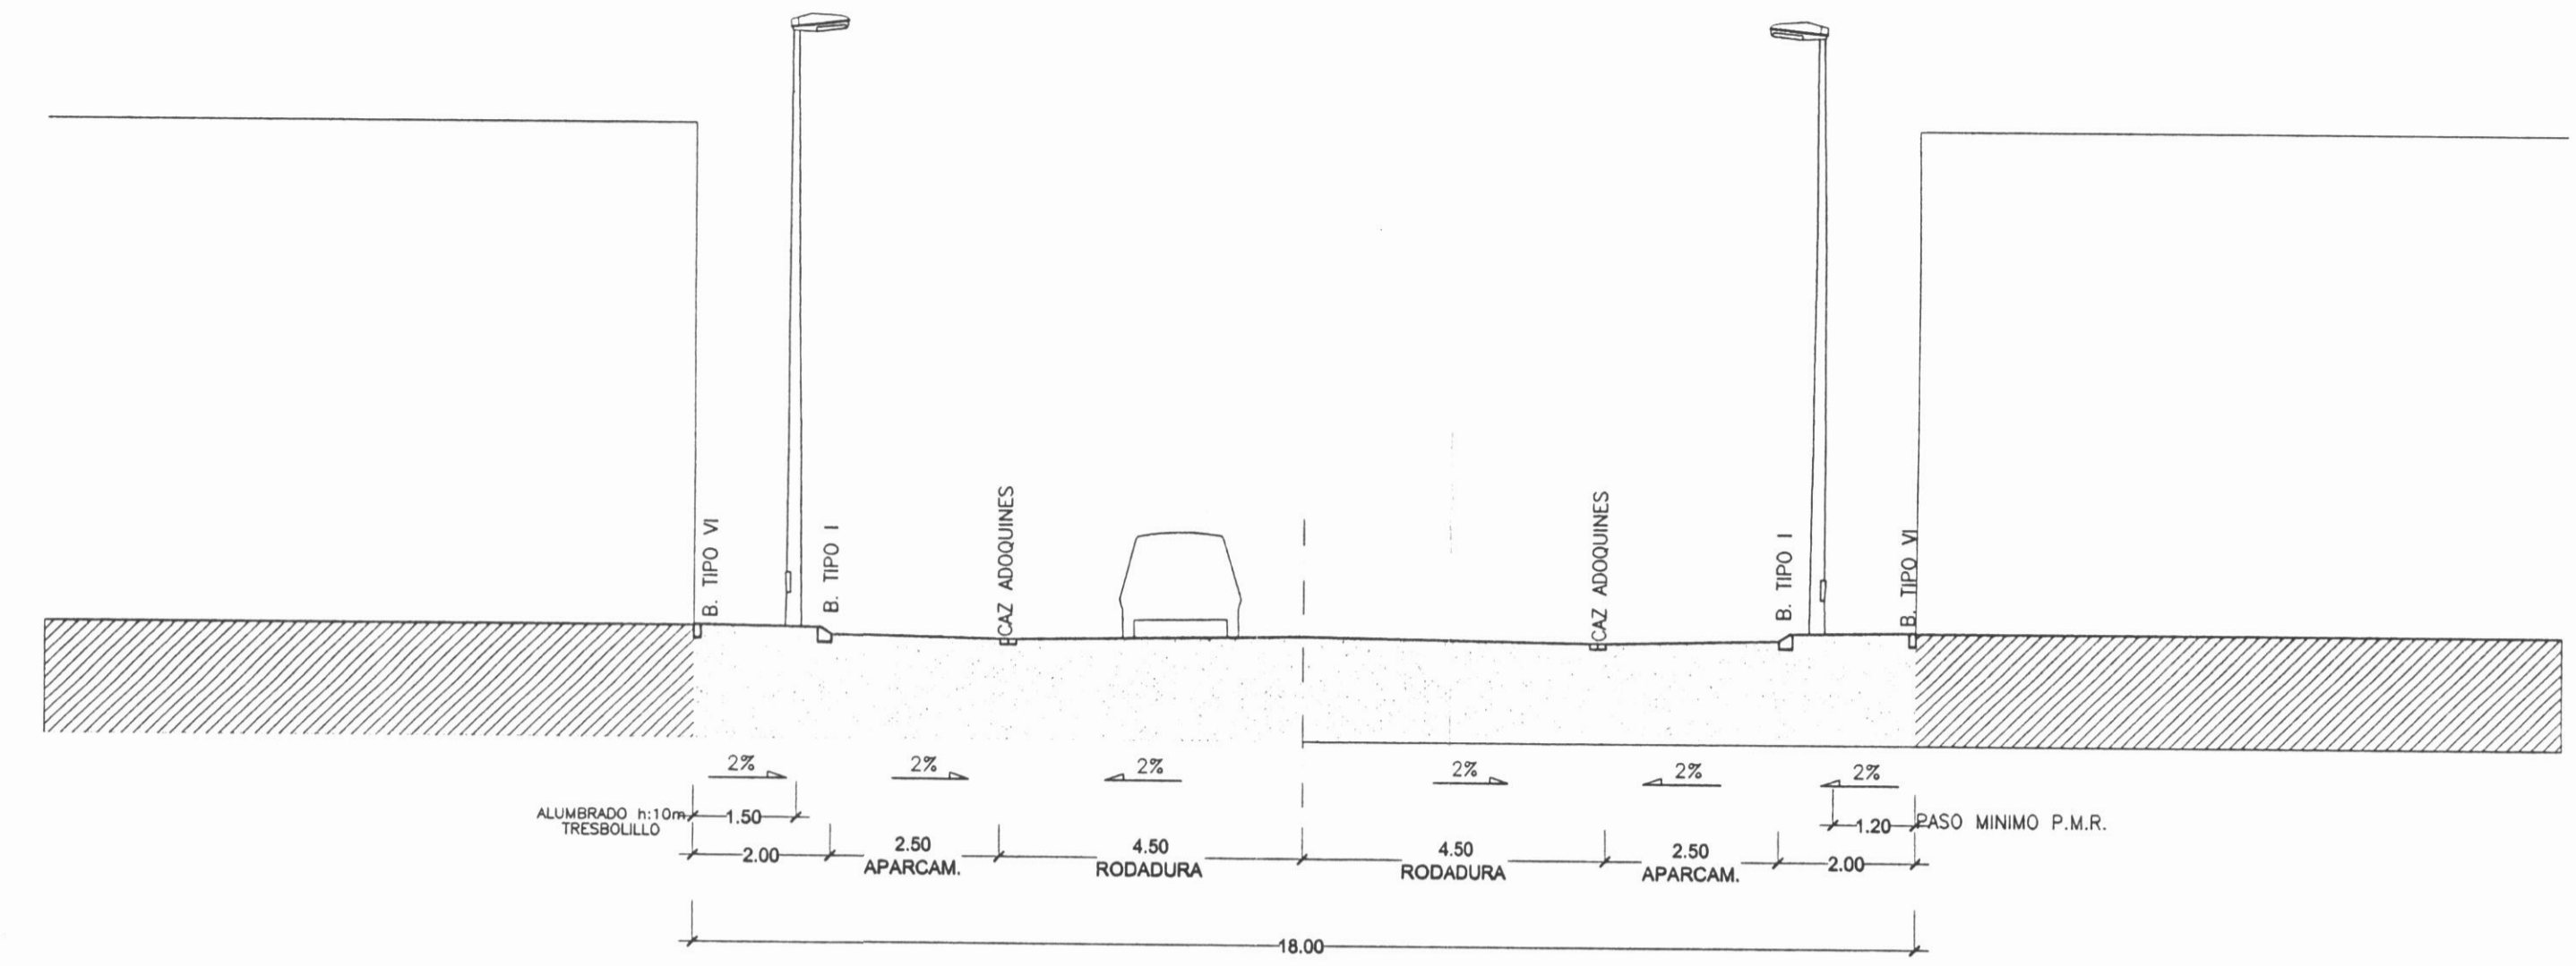 B. TIPO VI
B. TIPO I
CAZ ADOQUINES
CAZ ADOQUINES
B. TIPO I
B. TIPO VI
2%
2%
2%
2%
2%
2%
ALUMBRADO h:10m
TRESBOLILLO
1.50
1.20
PASO MINIMO P.M.R.
2.00
2.50
APARCAM.
4.50
RODADURA
4.50
RODADURA
2.50
APARCAM.
2.00
18.00